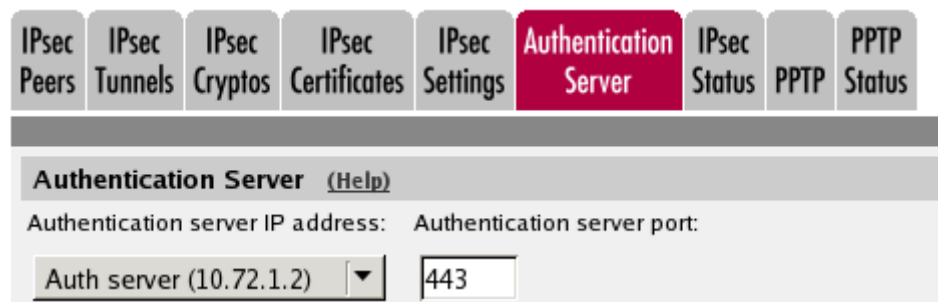 IPsec Peers IPsec Tunnels IPsec Cryptos IPsec Certificates IPsec Settings Authentication Server IPsec Status PPTP PPTP Status
Authentication Server (Help)
Authentication server IP address: Authentication server port:
Auth server (10.72.1.2) 443